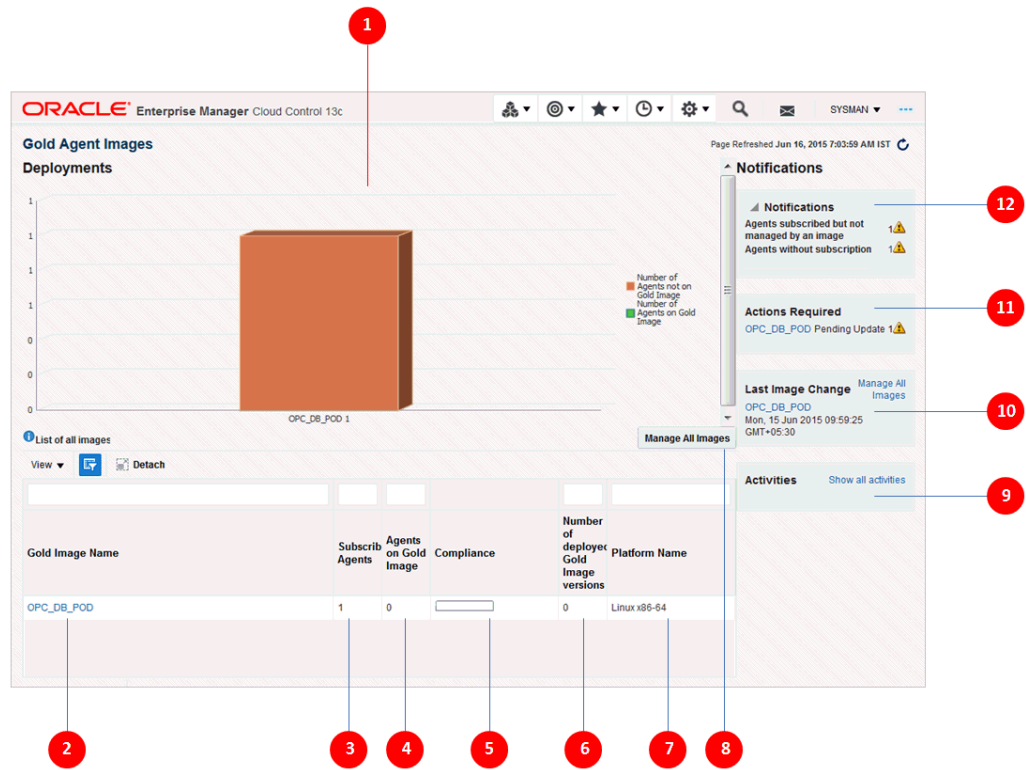 1
ORACLE Enterprise Manager Cloud Control 13c
SYSMAN
Gold Agent Images
Page Refreshed Jun 16, 2015 7:03:59 AM IST
Deployments
1
1
1
1
0
0
0
OPC_DB_POD 1
Number of
Agents not on
Gold Image
Number of
Agents on Gold
Image
Notifications
Notifications
Agents subscribed but not
managed by an image
1
Agents without subscription
1
12
Actions Required
OPC_DB_POD Pending Update 1
11
Last Image Change
Manage All
Images
OPC_DB_POD
Mon, 15 Jun 2015 09:59:25
GMT+05:30
10
Activities
Show all activities
9
List of all images
Manage All Images
View
Detach
Gold Image Name
Subscrib
Agents
Agents
on Gold
Image
Compliance
Number
of
deployed
Gold
Image
versions
Platform Name
OPC_DB_POD
1
0
0
Linux x86-64
2
3
4
5
6
7
8